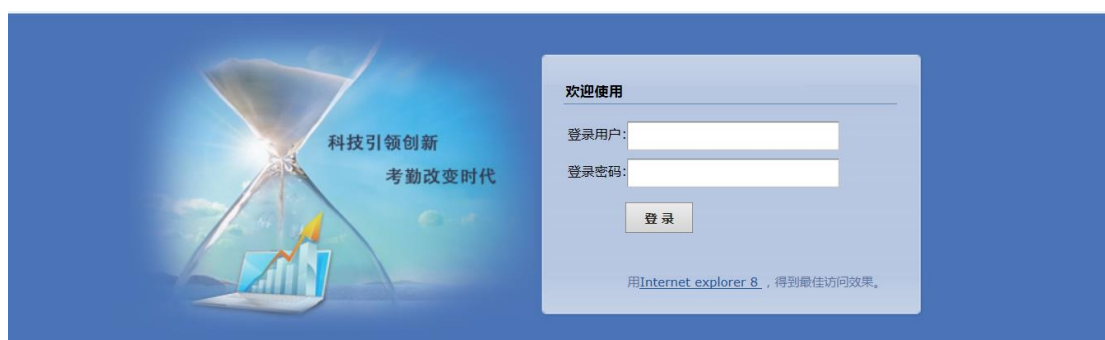 科技引领创新
考勤改变时代
欢迎使用
登录用户:
登录密码:
登 录
用Internet explorer 8 ，得到最佳访问效果。